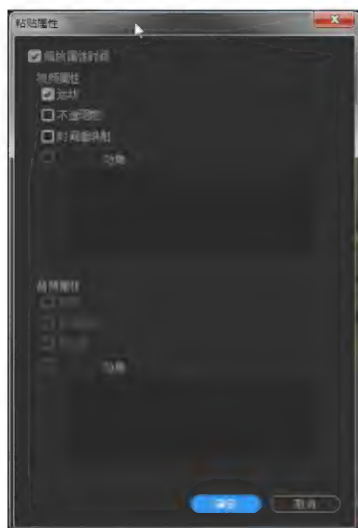 粘贴属性
缩放属性时间
视频属性
运动
不透明度
时间重映射
效果
音频属性
效果
确定
取消